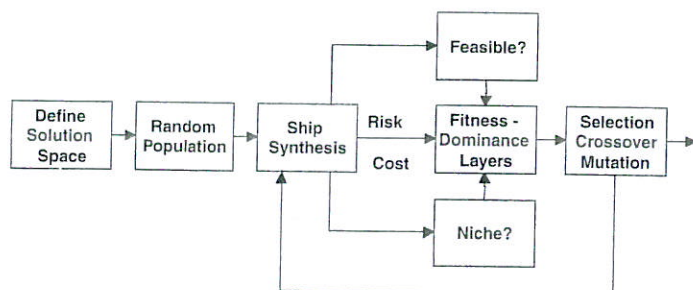 Feasible?
Define
Solution
Space
Random
Population
Ship
Synthesis
Risk
Cost
Fitness -
Dominance
Layers
Selection
Crossover
Mutation
Niche?